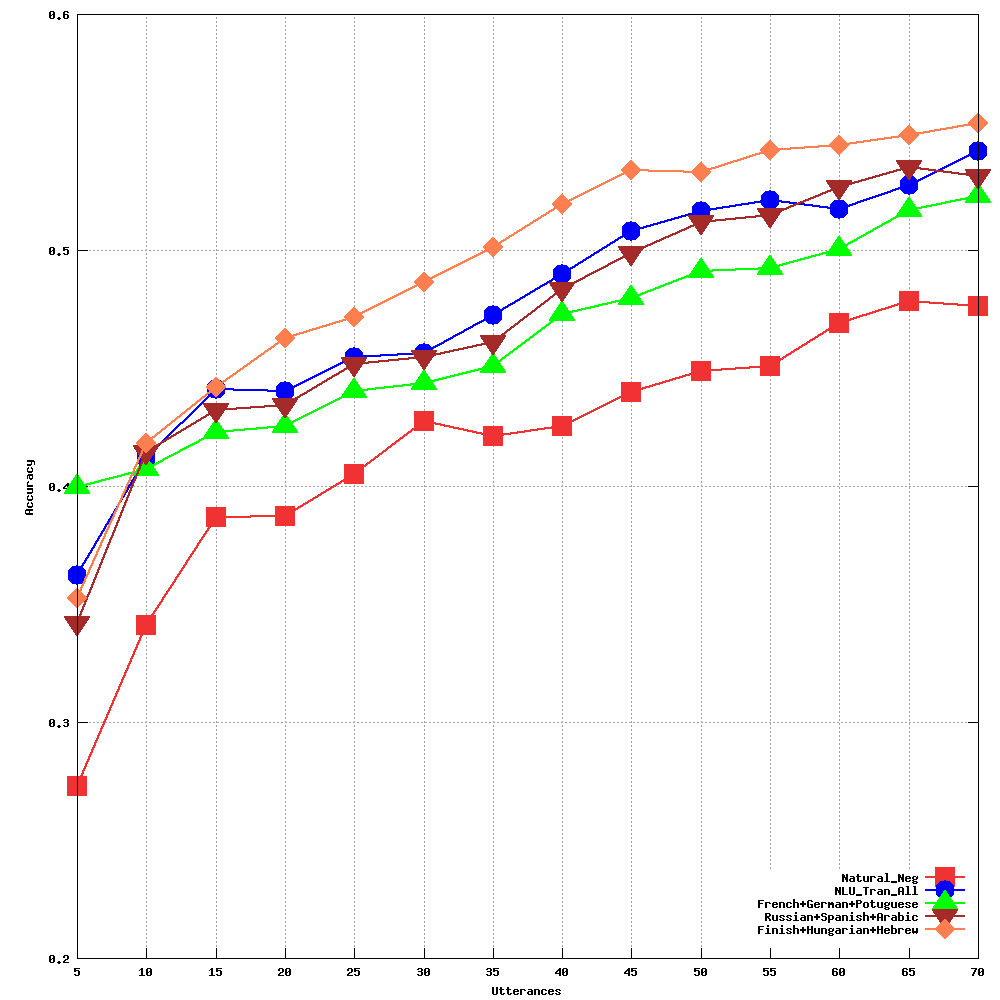 0.6
0.5
0.4
0.3
0.2
Accuracy
5 10 15 20 25 30 35 40 45 50 55 60 65 70
Utterances
Natural_Neg
NLU_Tran_All
French+German+Potuguese
Russian+Spanish+Arabic
Finish+Hungarian+Hebrew